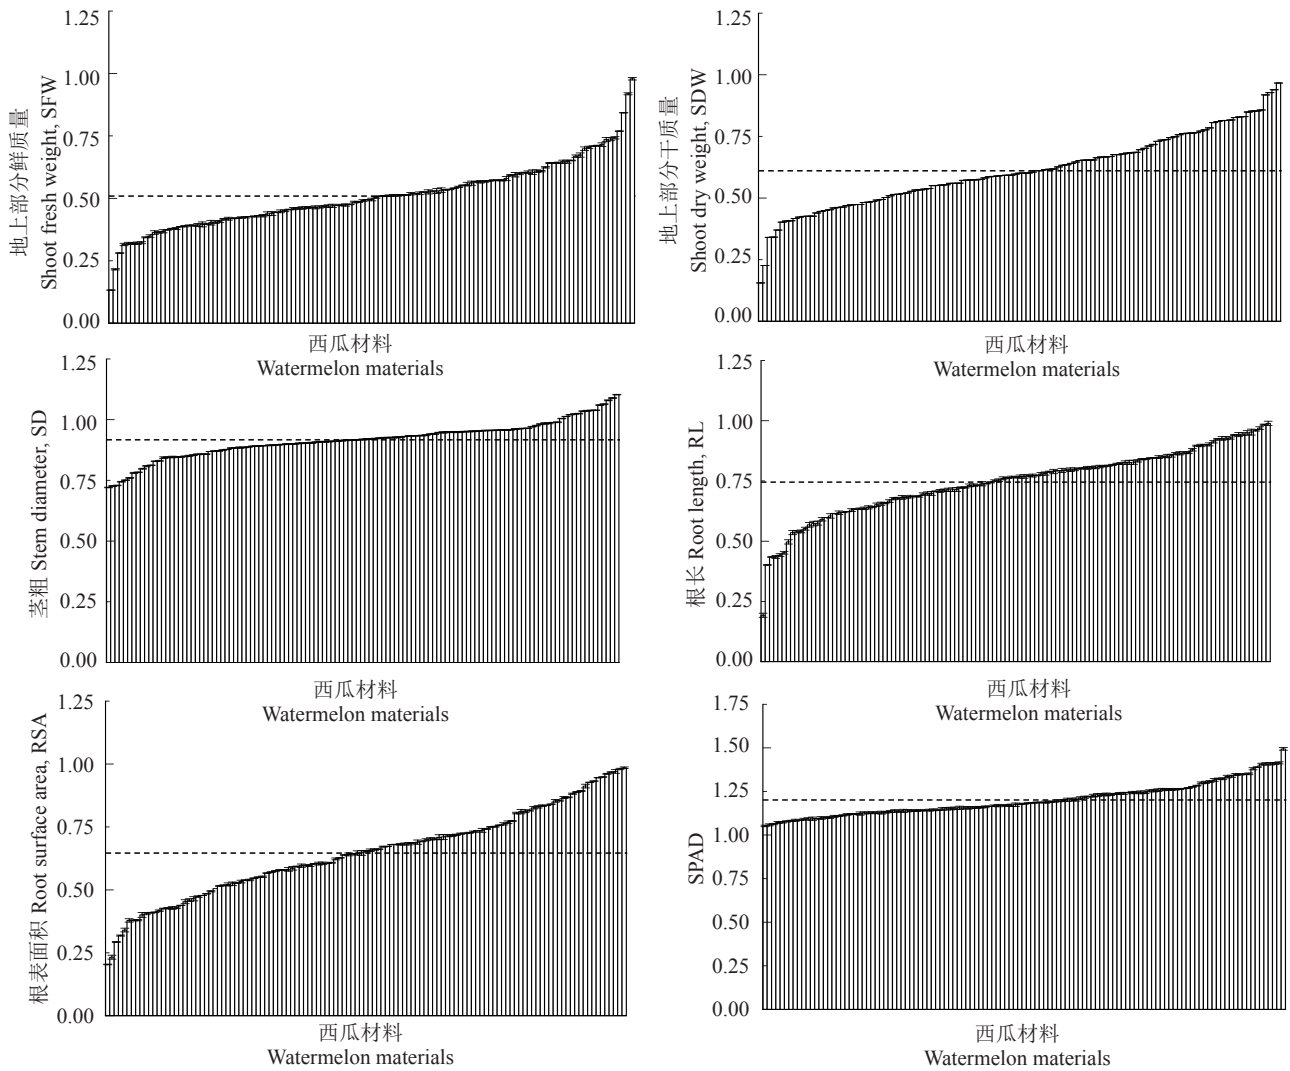 地上部分鲜质量
Shoot fresh weight, SFW
1.25
1.00
0.75
0.50
0.25
0.00
西瓜材料
Watermelon materials
地上部分干质量
Shoot dry weight, SDW
1.25
1.00
0.75
0.50
0.25
0.00
西瓜材料
Watermelon materials
茎粗 Stem diameter, SD
1.25
1.00
0.75
0.50
0.25
0.00
西瓜材料
Watermelon materials
根长 Root length, RL
1.25
1.00
0.75
0.50
0.25
0.00
西瓜材料
Watermelon materials
根表面积 Root surface area, RSA
1.25
1.00
0.75
0.50
0.25
0.00
西瓜材料
Watermelon materials
SPAD
1.75
1.50
1.25
1.00
0.75
0.50
0.25
0.00
西瓜材料
Watermelon materials